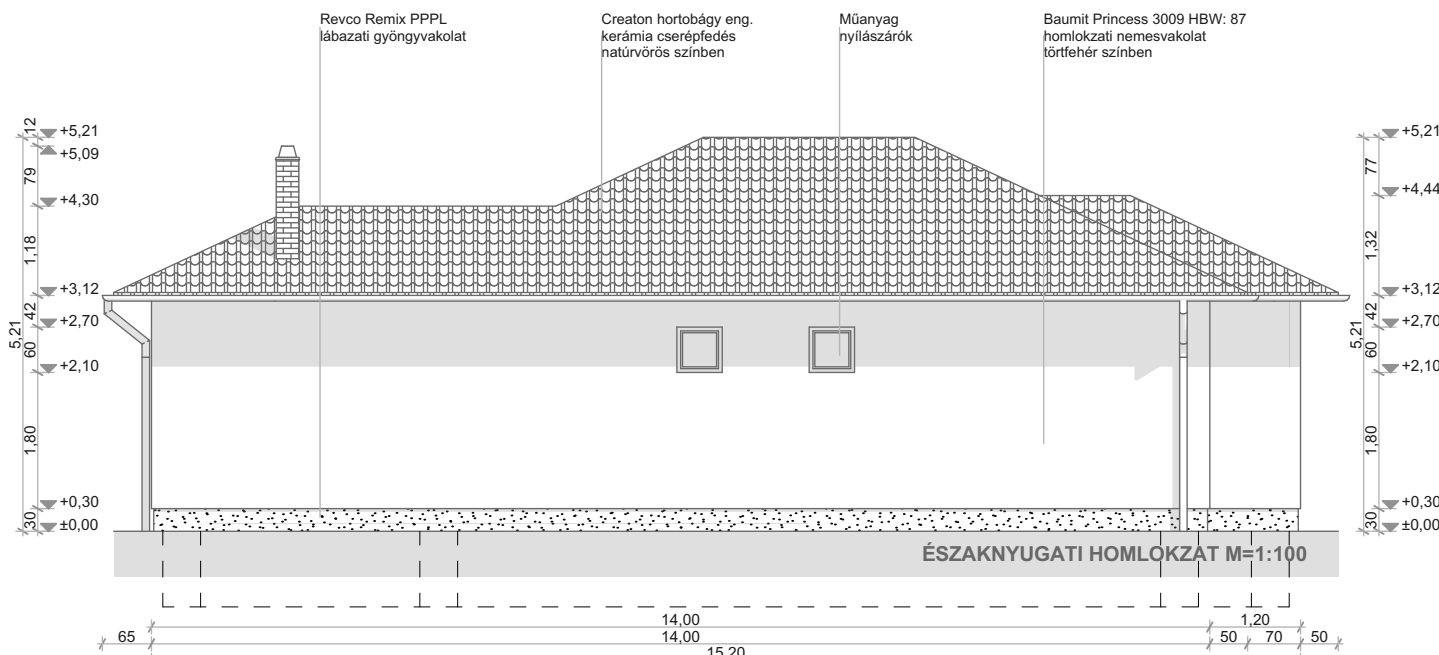 Revco Remix PPPL
lábazati gyöngyvakolat
Creaton hortobágy eng.
kerámia cserépfedés
natúrvörös színben
Műanyag
nyílászárók
Baumit Princess 3009 HBW: 87
homlokzati nemesvakolat
törtfehér színben
12
79
1,18
42
60
1,80
30
5,21
+5,21
+5,09
+4,30
+3,12
+2,70
+2,10
+0,30
±0,00
5,21
77
1,32
42
60
1,80
30
+5,21
+4,44
+3,12
+2,70
+2,10
+0,30
±0,00
ÉSZAKNYUGATI HOMLOKZAT M=1:100
14,00 1,20
65 14,00 50 70 50
15,20